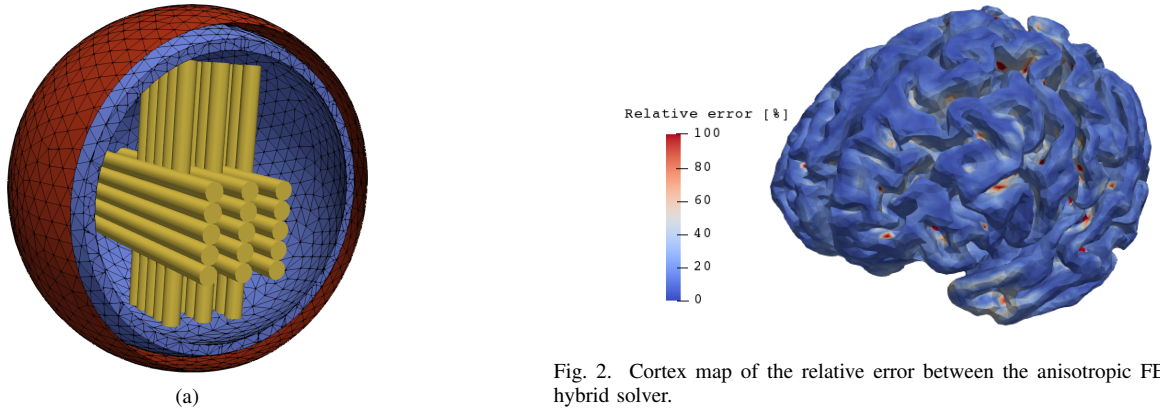 (a)
Relative error [%]
100
80
60
40
20
0
Fig. 2. Cortex map of the relative error between the anisotropic FE
hybrid solver.